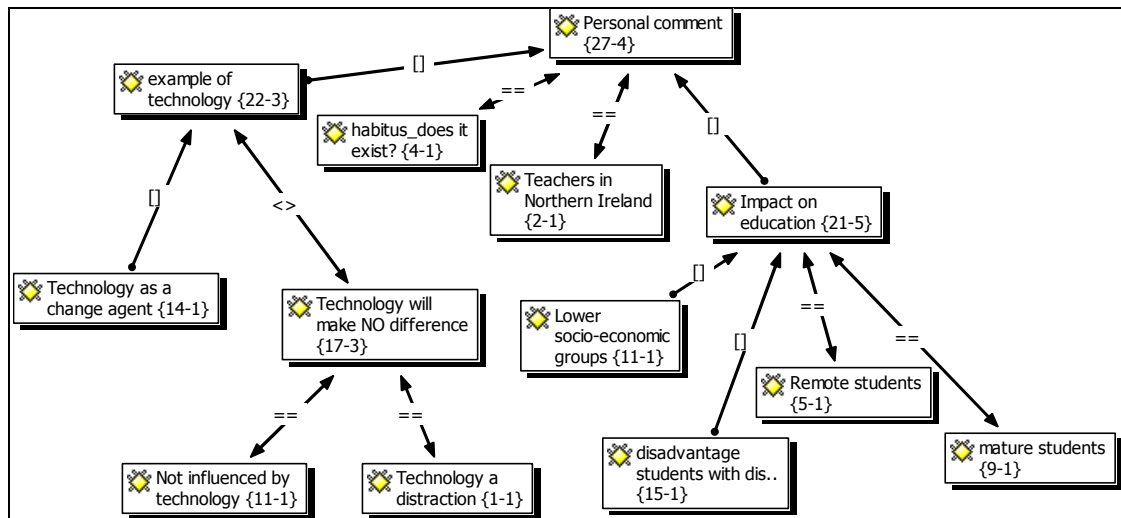 Personal comment
{27-4}
[]
example of
technology {22-3}
==
habitus_does it
exist? {4-1}
==
[]
Teachers in
Northern Ireland
{2-1}
Impact on
education {21-5}
[]
<>
Technology as a
change agent {14-1}
Technology will
make NO difference
{17-3}
[]
Lower
socio-economic
groups {11-1}
[]
==
==
Remote students
{5-1}
==
==
Not influenced by
technology {11-1}
Technology a
distraction {1-1}
disadvantage
students with dis..
{15-1}
mature students
{9-1}